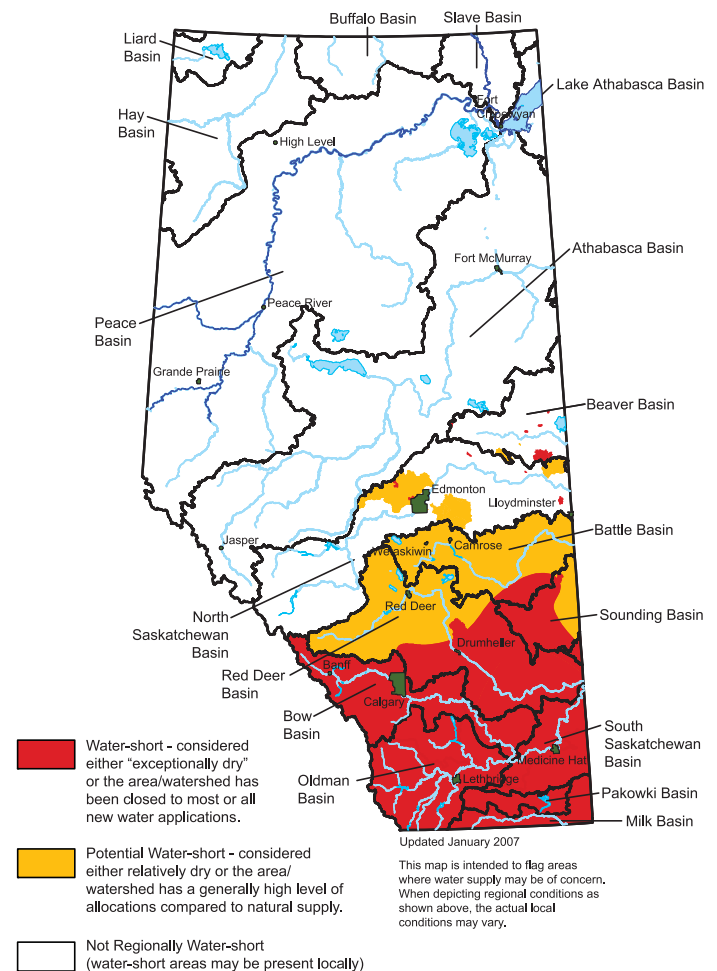 Buffalo Basin
Slave Basin
Liard
Basin
Lake Athabasca Basin
Fort
Chipewyan
Hay
Basin
High Level
Athabasca Basin
Fort McMurray
Peace River
Peace
Basin
Grande Prairie
Beaver Basin
Edmonton
Lloydminster
Battle Basin
Jasper
Wetaskiwin
Camrose
North
Saskatchewan
Basin
Red Deer
Sounding Basin
Red Deer
Basin
Drumheller
Banff
Bow
Basin
Calgary
South
Saskatchewan
Basin
Medicine Hat
Oldman
Basin
Lethbridge
Pakowki Basin
Milk Basin
Water-short - considered
either “exceptionally dry”
or the area/watershed has
been closed to most or all
new water applications.
Updated January 2007
Potential Water-short - considered
either relatively dry or the area/
watershed has a generally high level of
allocations compared to natural supply.
This map is intended to flag areas
where water supply may be of concern.
When depicting regional conditions as
shown above, the actual local
conditions may vary.
Not Regionally Water-short
(water-short areas may be present locally)